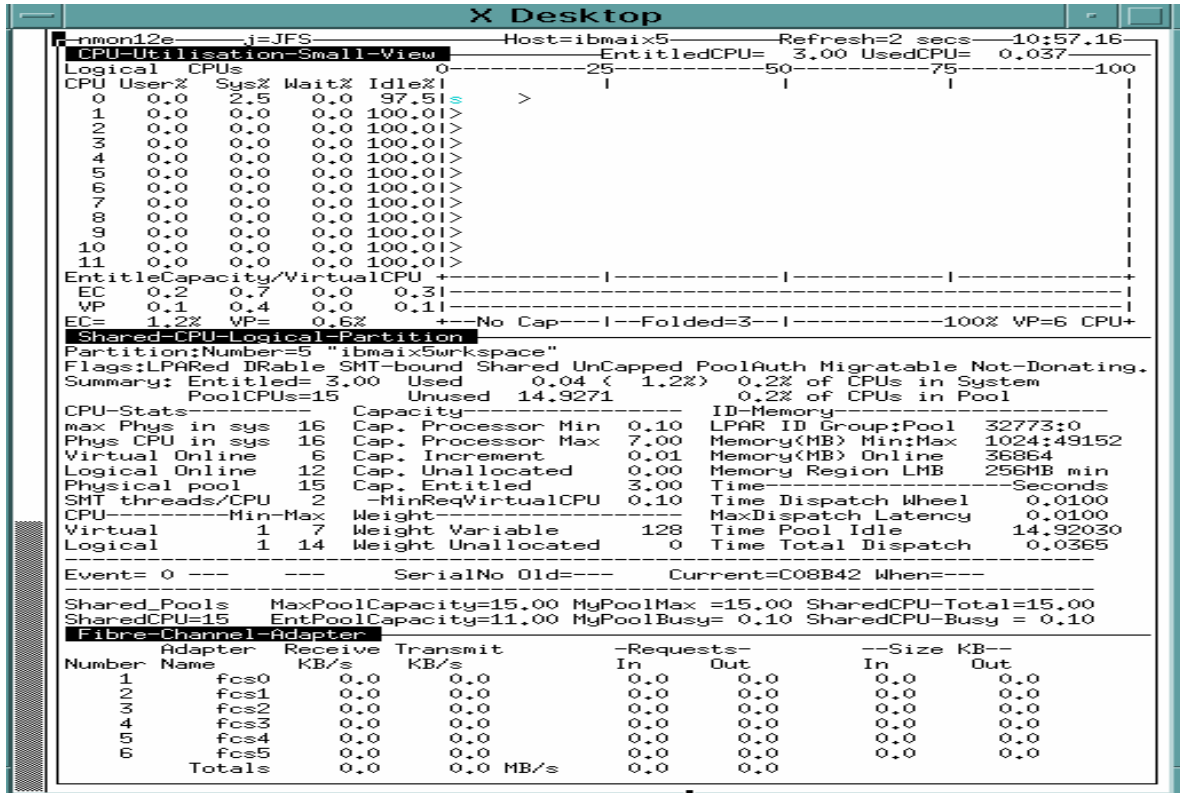 X Desktop
nmon12e———j=JFS———Host=ibmaix5———Refresh=2 secs—10:57.16
CPU-Utilisation-Small-View EntitledCPU= 3.00 UsedCPU= 0.037
Logical CPUs 0----------25-----------50----------75----------100
CPU User% Sys% Wait% Idle%| | | | |
0 0.0 2.5 0.0 97.5|s >
1 0.0 0.0 0.0 100.0|>
2 0.0 0.0 0.0 100.0|>
3 0.0 0.0 0.0 100.0|>
4 0.0 0.0 0.0 100.0|>
5 0.0 0.0 0.0 100.0|>
6 0.0 0.0 0.0 100.0|>
7 0.0 0.0 0.0 100.0|>
8 0.0 0.0 0.0 100.0|>
9 0.0 0.0 0.0 100.0|>
10 0.0 0.0 0.0 100.0|>
11 0.0 0.0 0.0 100.0|>
EntitleCapacity/VirtualCPU +-----------|------------|-----------|------------+
EC 0.2 0.7 0.0 0.3|------------------------------------------------|
VP 0.1 0.4 0.0 0.1|------------------------------------------------|
EC= 1.2% VP= 0.6% +--No Cap---|--Folded=3--|-----------100% VP=6 CPU+
Shared-CPU-Logical-Partition
Partition:Number=5 "ibmaix5wrkspace"
Flags:LPARed DRable SMT-bound Shared UnCapped PoolAuth Migratable Not-Donating.
Summary: Entitled= 3.00 Used 0.04 ( 1.2%) 0.2% of CPUs in System
PoolCPUs=15 Unused 14.9271 0.2% of CPUs in Pool
CPU-Stats--------- Capacity---------------- ID-Memory-------------------
max Phys in sys 16 Cap. Processor Min 0.10 LPAR ID Group:Pool 32773:0
Phys CPU in sys 16 Cap. Processor Max 7.00 Memory(MB) Min:Max 1024:49152
Virtual Online 6 Cap. Increment 0.01 Memory(MB) Online 36864
Logical Online 12 Cap. Unallocated 0.00 Memory Region LMB 256MB min
Physical pool 15 Cap. Entitled 3.00 Time------------------Seconds
SMT threads/CPU 2 -MinReqVirtualCPU 0.10 Time Dispatch Wheel 0.0100
CPU---------Min-Max Weight------------------ MaxDispatch Latency 0.0100
Virtual 1 7 Weight Variable 128 Time Pool Idle 14.92030
Logical 1 14 Weight Unallocated 0 Time Total Dispatch 0.0365
Event= 0 --- --- SerialNo Old=--- Current=C08B42 When=---
Shared_Pools MaxPoolCapacity=15.00 MyPoolMax =15.00 SharedCPU-Total=15.00
SharedCPU=15 EntPoolCapacity=11.00 MyPoolBusy= 0.10 SharedCPU-Busy = 0.10
Fibre-Channel-Adapter
Adapter Receive Transmit -Requests- --Size KB--
Number Name KB/s KB/s In Out In Out
1 fcs0 0.0 0.0 0.0 0.0 0.0 0.0
2 fcs1 0.0 0.0 0.0 0.0 0.0 0.0
3 fcs2 0.0 0.0 0.0 0.0 0.0 0.0
4 fcs3 0.0 0.0 0.0 0.0 0.0 0.0
5 fcs4 0.0 0.0 0.0 0.0 0.0 0.0
6 fcs5 0.0 0.0 0.0 0.0 0.0 0.0
Totals 0.0 0.0 MB/s 0.0 0.0